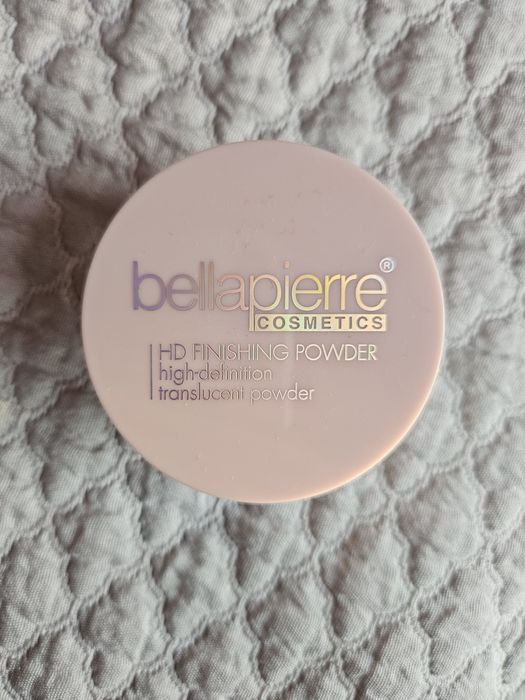 bellapierre®
COSMETICS
HD FINISHING POWDER
high-definition
translucent powder